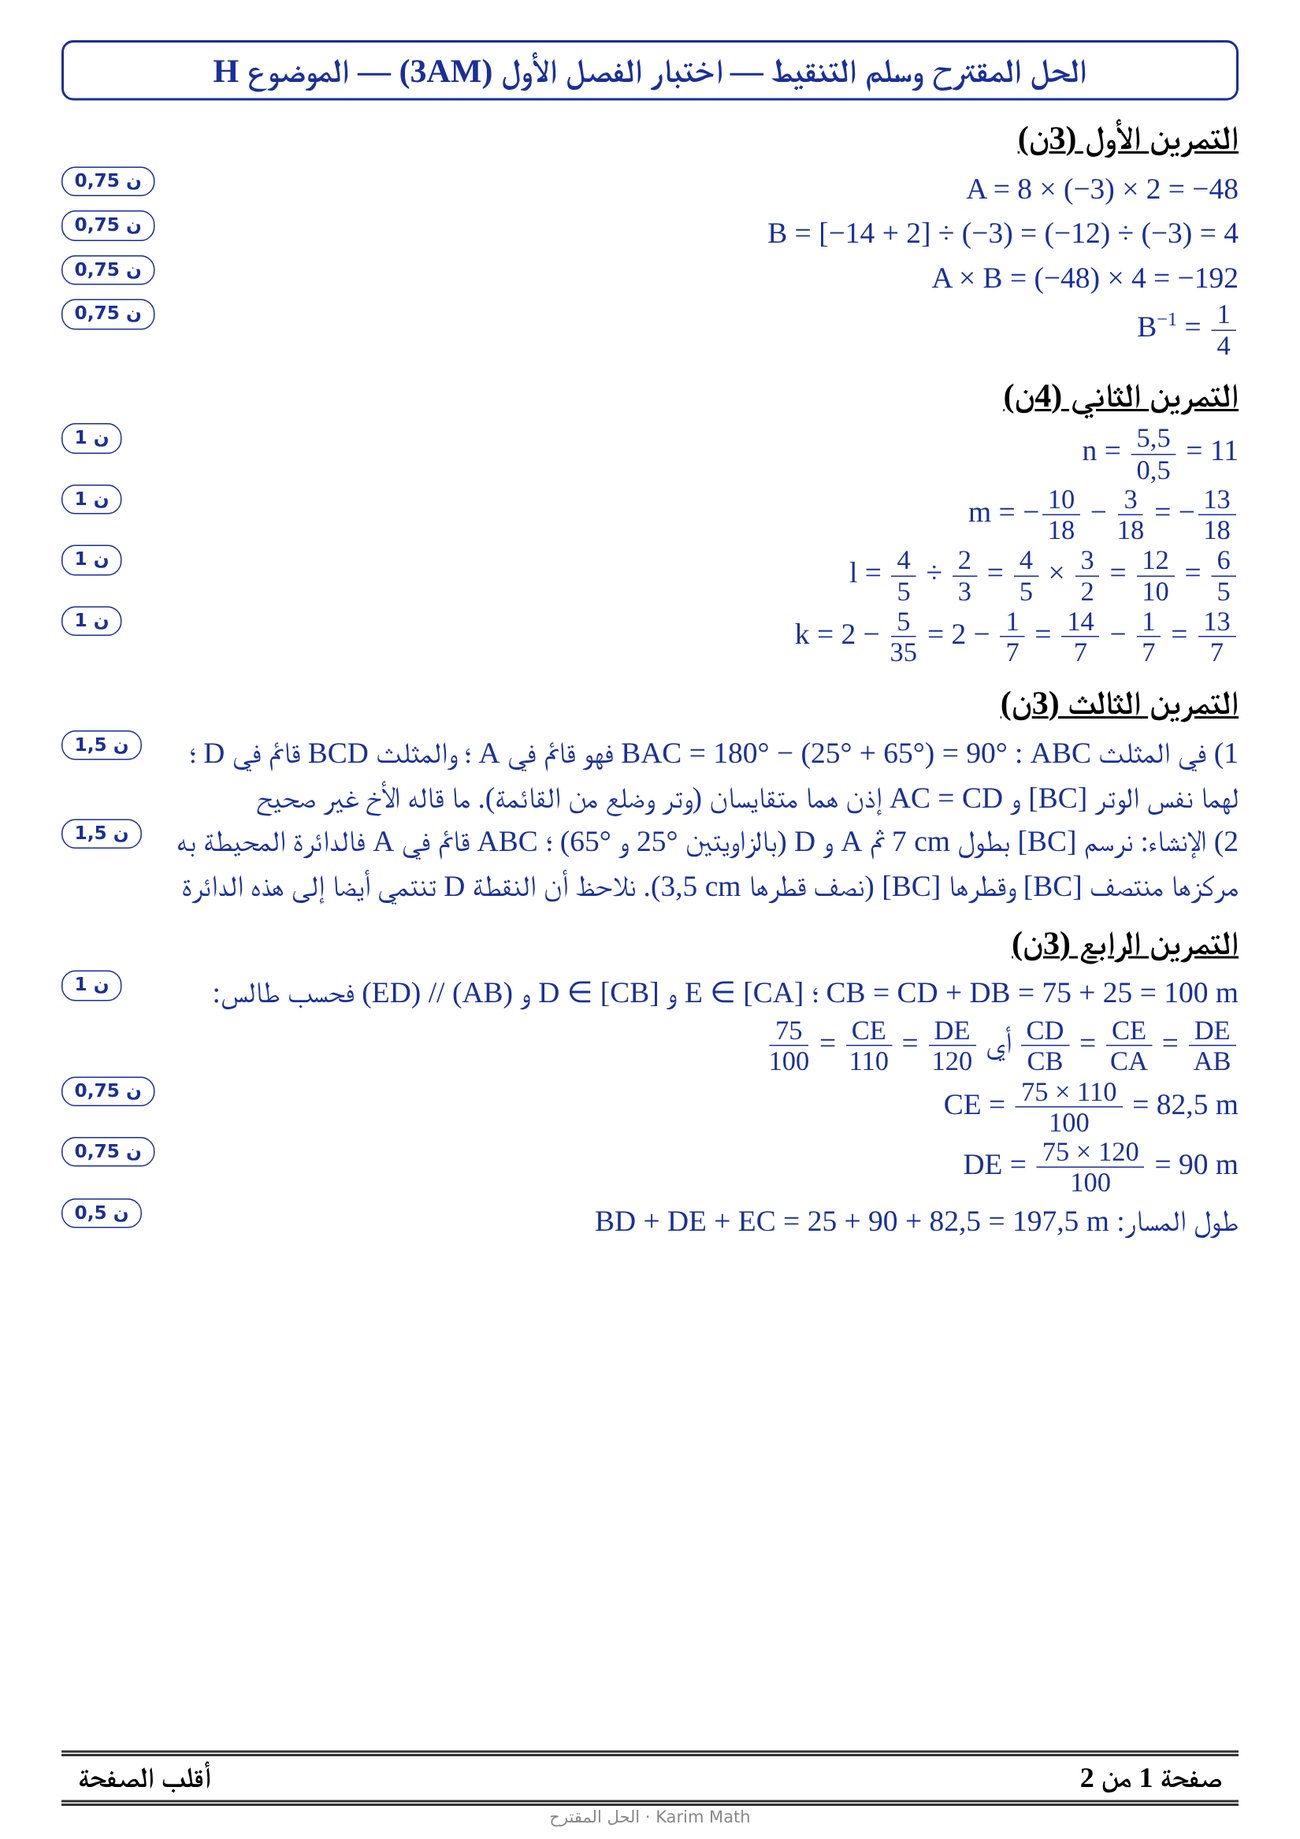 الحل المقترح وسلم التنقيط — اختبار الفصل الأول (3AM) — الموضوع H
التمرين الأول (3ن)
A = 8 × (−3) × 2 = −48 0,75 ن
B = [−14 + 2] ÷ (−3) = (−12) ÷ (−3) = 4 0,75 ن
A × B = (−48) × 4 = −192 0,75 ن
B⁻¹ = 1/4 0,75 ن
التمرين الثاني (4ن)
n = 5,5/0,5 = 11 1 ن
m = −10/18 − 3/18 = −13/18 1 ن
l = 4/5 ÷ 2/3 = 4/5 × 3/2 = 12/10 = 6/5 1 ن
k = 2 − 5/35 = 2 − 1/7 = 14/7 − 1/7 = 13/7 1 ن
التمرين الثالث (3ن)
1) في المثلث ABC : BAC = 180° − (25° + 65°) = 90° فهو قائم في A ؛ والمثلث BCD قائم في D ؛ 1,5 ن
لهما نفس الوتر [BC] و AC = CD إذن هما متقايسان (وتر وضلع من القائمة). ما قاله الأخ غير صحيح
2) الإنشاء: نرسم [BC] بطول 7 cm ثم A و D (بالزاويتين 25° و 65°) ؛ ABC قائم في A فالدائرة المحيطة به 1,5 ن
مركزها منتصف [BC] وقطرها [BC] (نصف قطرها 3,5 cm). نلاحظ أن النقطة D تنتمي أيضا إلى هذه الدائرة
التمرين الرابع (3ن)
CB = CD + DB = 75 + 25 = 100 m ؛ E ∈ [CA] و D ∈ [CB] و (ED) // (AB) فحسب طالس: 1 ن
CD/CB = CE/CA = DE/AB أي 75/100 = CE/110 = DE/120
CE = 75 × 110/100 = 82,5 m 0,75 ن
DE = 75 × 120/100 = 90 m 0,75 ن
طول المسار: BD + DE + EC = 25 + 90 + 82,5 = 197,5 m 0,5 ن
صفحة 1 من 2 أقلب الصفحة
Karim Math · الحل المقترح